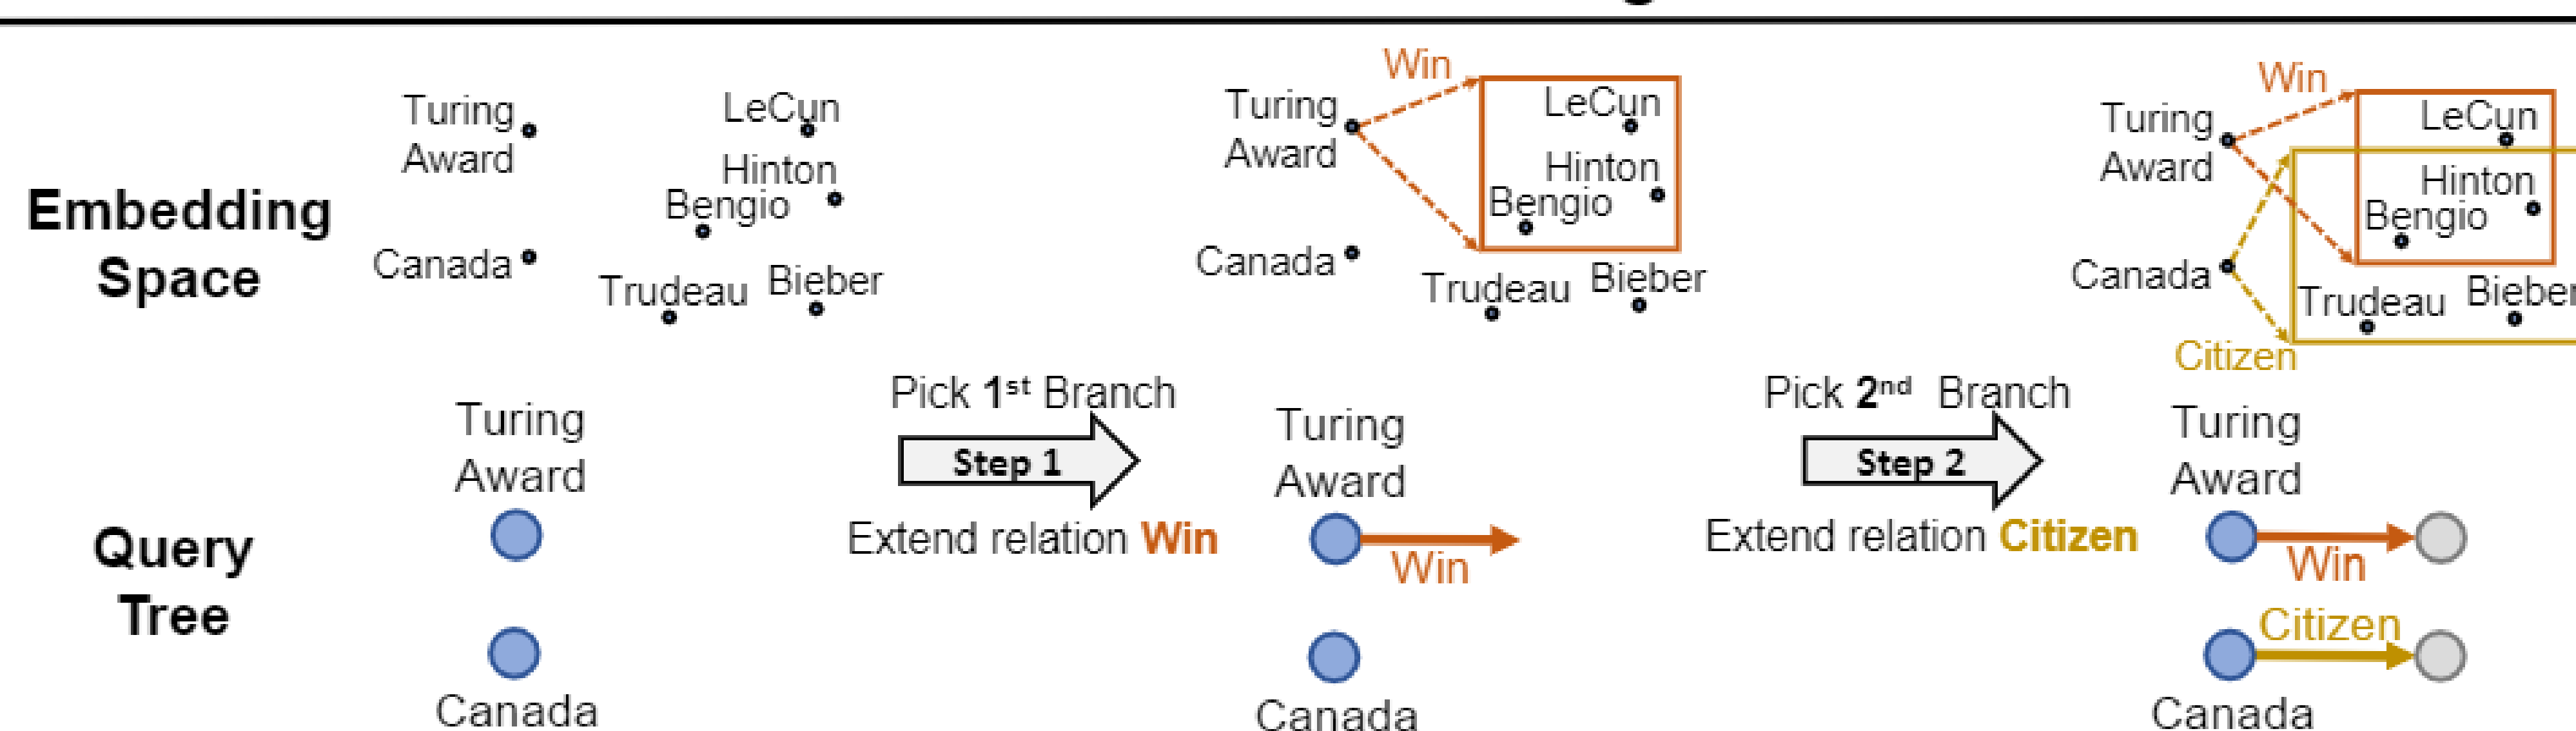 Embedding
Space
Turing
Award
LeCun
Hinton
Bengio
Canada
Trudeau
Bieber
Win
Turing
Award
LeCun
Hinton
Bengio
Canada
Trudeau
Bieber
Win
Turing
Award
LeCun
Hinton
Bengio
Canada
Trudeau
Bieber
Citizen
Query
Tree
Turing
Award
Canada
Pick 1st Branch
Step 1
Extend relation Win
Turing
Award
Win
Canada
Pick 2nd Branch
Step 2
Extend relation Citizen
Turing
Award
Win
Citizen
Canada